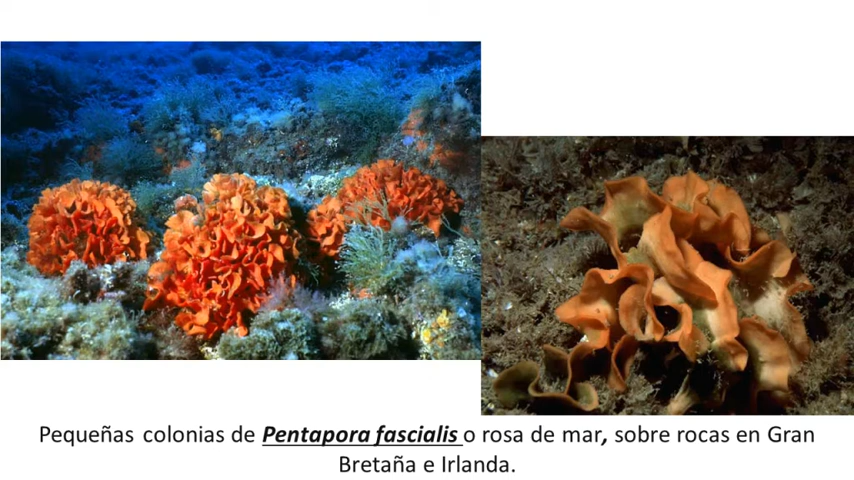 Pequeñas colonias de Pentapora fascialis o rosa de mar, sobre rocas en Gran
Bretaña e Irlanda.